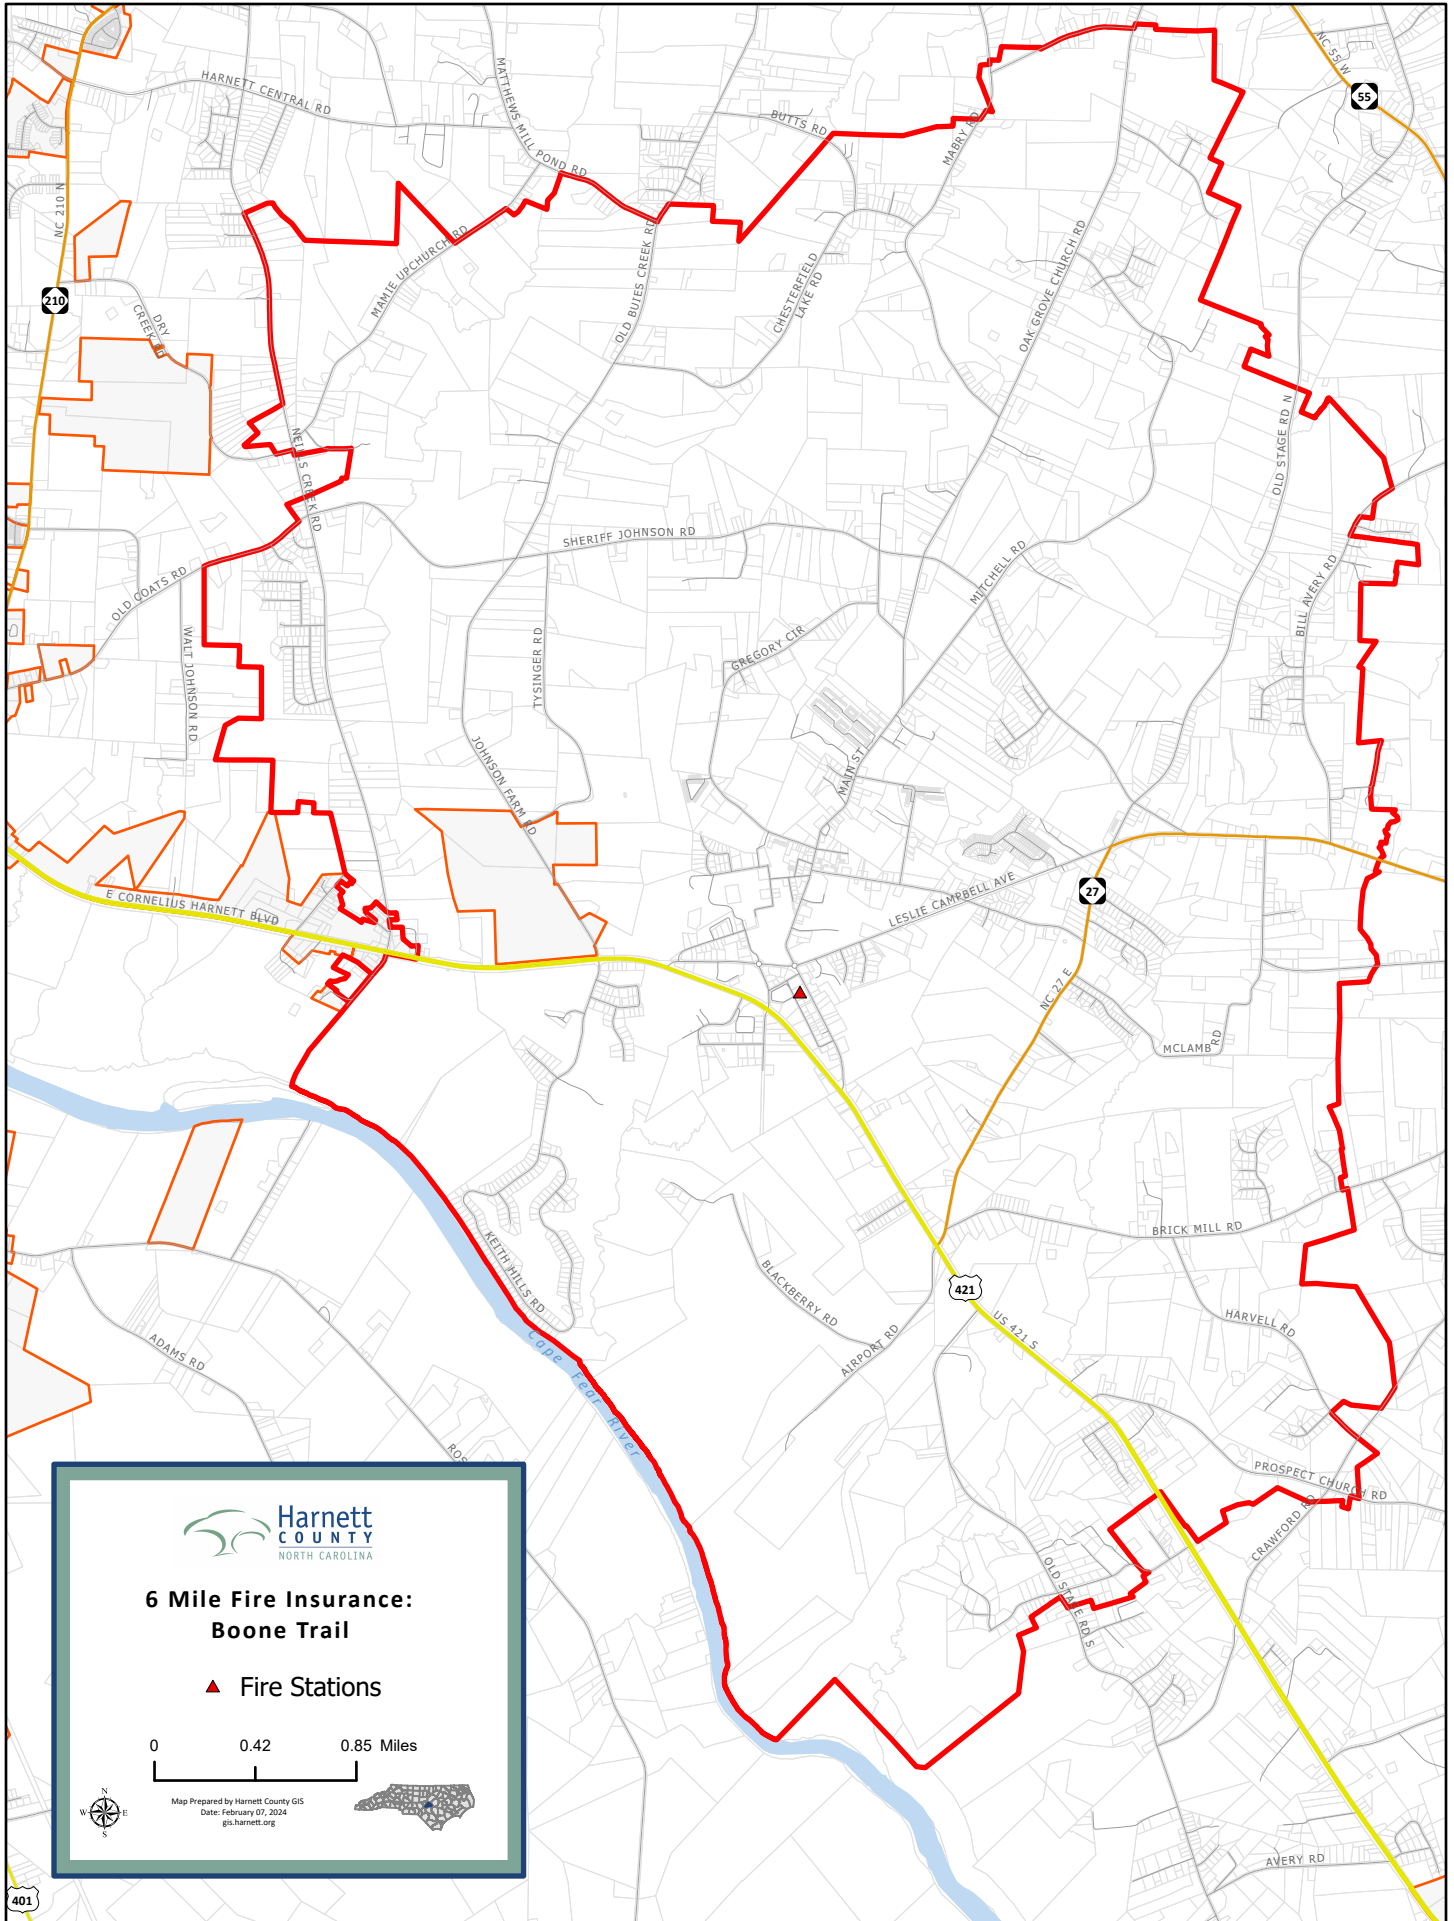 NC 55 W
55
HARNETT CENTRAL RD
MATTHEWS MILL POND RD
BUTTS RD
MABRY RD
NC 210 N
210
DRY
CREEK RD
MAMIE UPCHURCH RD
OLD BUIES CREEK RD
CHESTERFIELD
LAKE RD
OAK GROVE CHURCH RD
OLD STAGE RD N
NEILLS CREEK RD
SHERIFF JOHNSON RD
MITCHELL RD
BILL AVERY RD
OLD COATS RD
WALT JOHNSON RD
TYSINGER RD
GREGORY CIR
JOHNSON FARM RD
MAIN ST
E CORNELIUS HARNETT BLVD
LESLIE CAMPBELL AVE
27
NC 27 E
MCLAMB RD
BRICK MILL RD
KEITH HILLS RD
BLACKBERRY RD
421
US 421 S
HARVELL RD
AIRPORT RD
ADAMS RD
Cape Fear River
ROS
PROSPECT CHURCH RD
CRAWFORD RD
OLD STAGE RD S
AVERY RD
401
Harnett
COUNTY
NORTH CAROLINA
6 Mile Fire Insurance:
Boone Trail
Fire Stations
0 0.42 0.85 Miles
N
W E
S
Map Prepared by Harnett County GIS
Date: February 07, 2024
gis.harnett.org